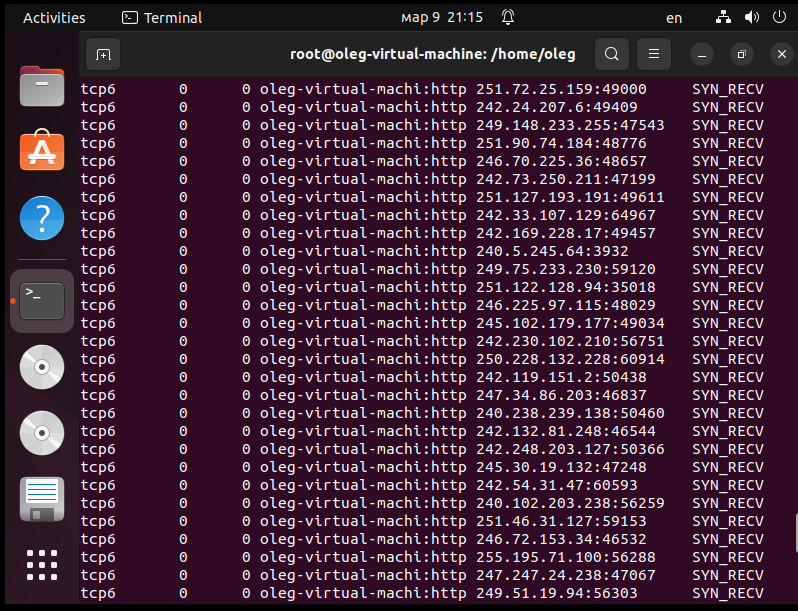 Activities Terminal мар 9 21:15 en
root@oleg-virtual-machine: /home/oleg
tcp6 0 0 oleg-virtual-machi:http 251.72.25.159:49000 SYN_RECV
tcp6 0 0 oleg-virtual-machi:http 242.24.207.6:49409 SYN_RECV
tcp6 0 0 oleg-virtual-machi:http 249.148.233.255:47543 SYN_RECV
tcp6 0 0 oleg-virtual-machi:http 251.90.74.184:48776 SYN_RECV
tcp6 0 0 oleg-virtual-machi:http 246.70.225.36:48657 SYN_RECV
tcp6 0 0 oleg-virtual-machi:http 242.73.250.211:47199 SYN_RECV
tcp6 0 0 oleg-virtual-machi:http 251.127.193.191:49611 SYN_RECV
tcp6 0 0 oleg-virtual-machi:http 242.33.107.129:64967 SYN_RECV
tcp6 0 0 oleg-virtual-machi:http 242.169.228.17:49457 SYN_RECV
tcp6 0 0 oleg-virtual-machi:http 240.5.245.64:3932 SYN_RECV
tcp6 0 0 oleg-virtual-machi:http 249.75.233.230:59120 SYN_RECV
tcp6 0 0 oleg-virtual-machi:http 251.122.128.94:35018 SYN_RECV
tcp6 0 0 oleg-virtual-machi:http 246.225.97.115:48029 SYN_RECV
tcp6 0 0 oleg-virtual-machi:http 245.102.179.177:49034 SYN_RECV
tcp6 0 0 oleg-virtual-machi:http 242.230.102.210:56751 SYN_RECV
tcp6 0 0 oleg-virtual-machi:http 250.228.132.228:60914 SYN_RECV
tcp6 0 0 oleg-virtual-machi:http 242.119.151.2:50438 SYN_RECV
tcp6 0 0 oleg-virtual-machi:http 247.34.86.203:46837 SYN_RECV
tcp6 0 0 oleg-virtual-machi:http 240.238.239.138:50460 SYN_RECV
tcp6 0 0 oleg-virtual-machi:http 242.132.81.248:46544 SYN_RECV
tcp6 0 0 oleg-virtual-machi:http 242.248.203.127:50366 SYN_RECV
tcp6 0 0 oleg-virtual-machi:http 245.30.19.132:47248 SYN_RECV
tcp6 0 0 oleg-virtual-machi:http 242.54.31.47:60593 SYN_RECV
tcp6 0 0 oleg-virtual-machi:http 240.102.203.238:56259 SYN_RECV
tcp6 0 0 oleg-virtual-machi:http 251.46.31.127:59153 SYN_RECV
tcp6 0 0 oleg-virtual-machi:http 246.72.153.34:46532 SYN_RECV
tcp6 0 0 oleg-virtual-machi:http 255.195.71.100:56288 SYN_RECV
tcp6 0 0 oleg-virtual-machi:http 247.247.24.238:47067 SYN_RECV
tcp6 0 0 oleg-virtual-machi:http 249.51.19.94:56303 SYN_RECV